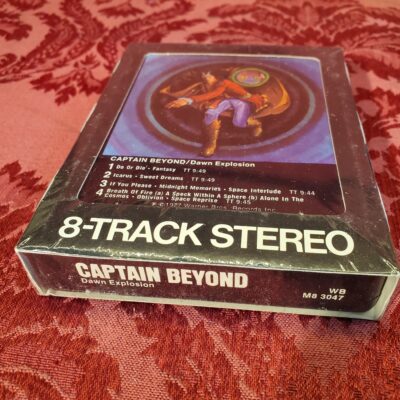 CAPTAIN BEYOND/Dawn Explosion
1 Do Or Die - Fantasy TT 9:49
2 Icarus - Sweet Dreams TT 9:49
3 If You Please - Midnight Memories - Space Interlude TT 9:44
4 Breath Of Fire (a) A Speck Within A Sphere (b) Alone In The
Cosmos - Oblivian - Space Reprise TT 9:45
℗ © 1977 Warner Bros. Records Inc.
8-TRACK STEREO
CAPTAIN BEYOND
Dawn Explosion
WB
M8 3047